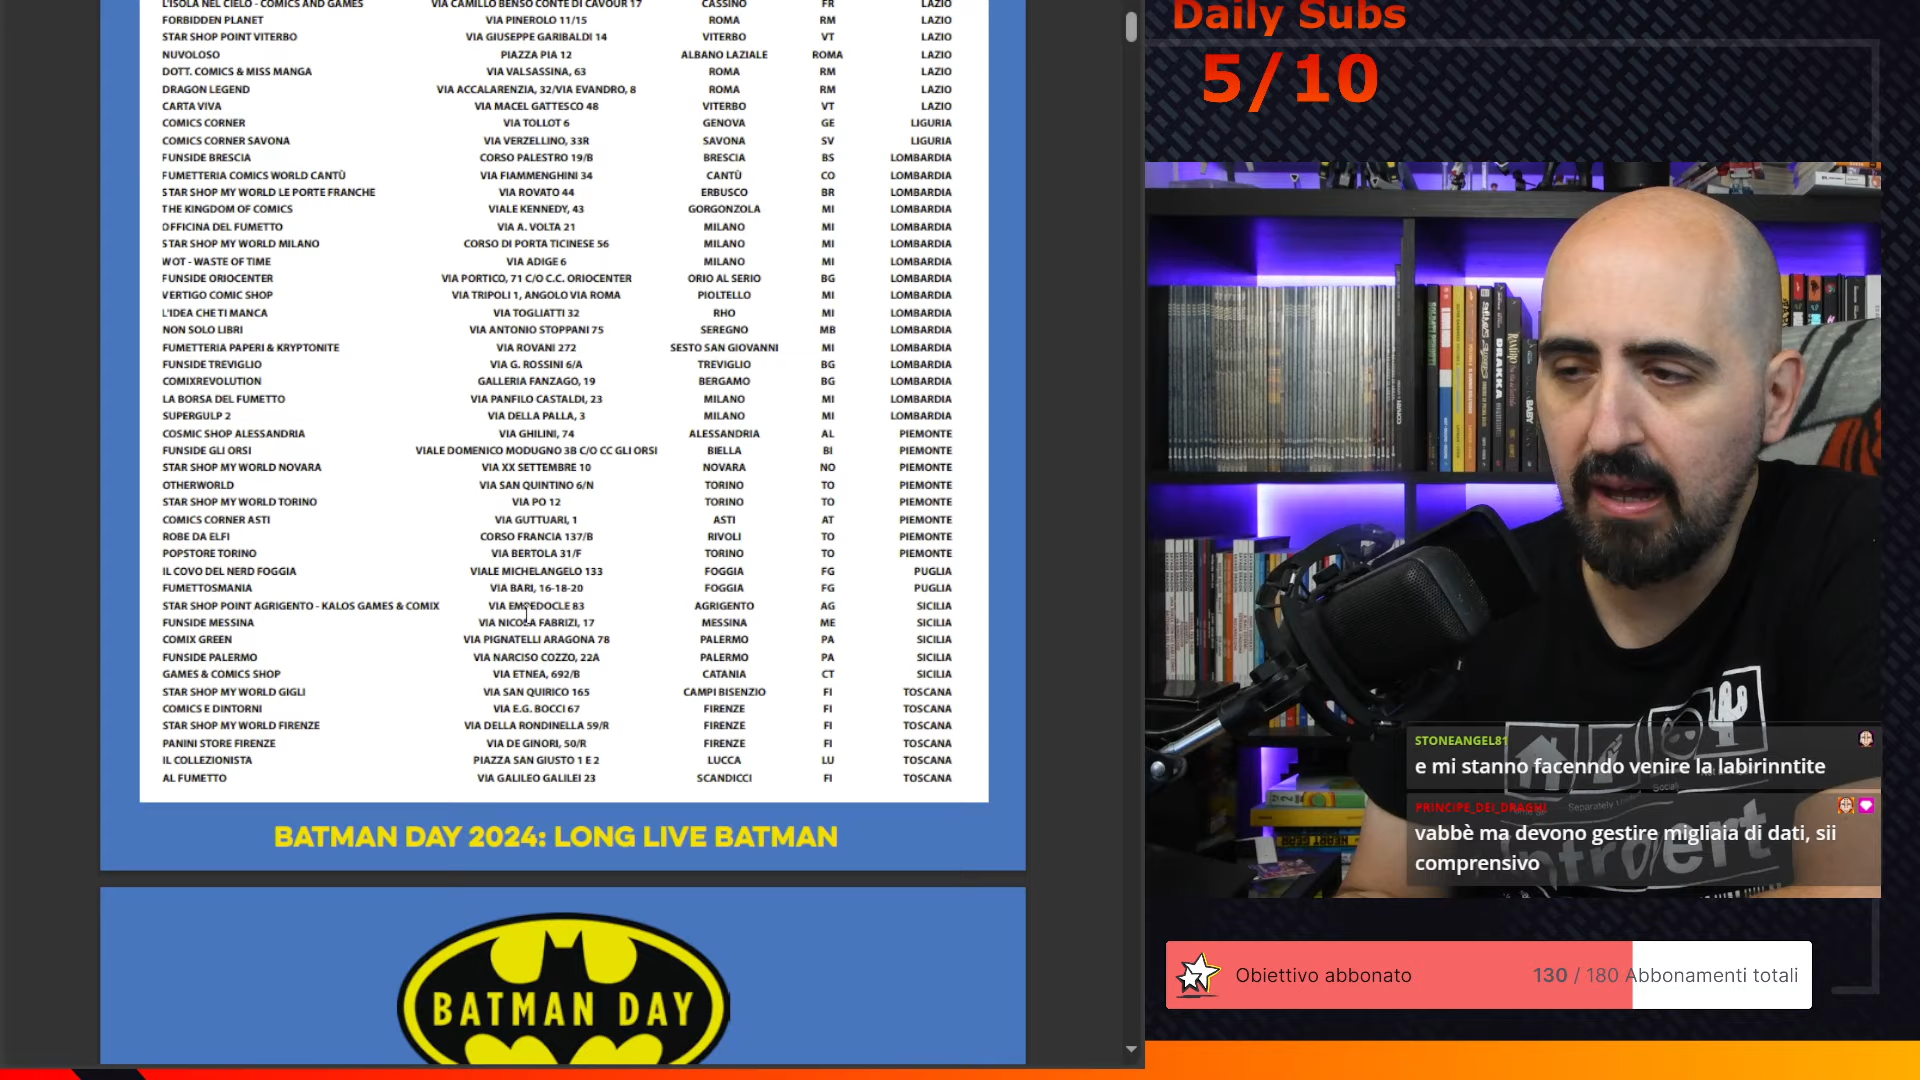 L'ISOLA NEL CIELO - COMICS AND GAMES VIA CAMILLO BENSO CONTE DI CAVOUR 17 CASSINO FR LAZIO
FORBIDDEN PLANET VIA PINEROLO 11/15 ROMA RM LAZIO
STAR SHOP POINT VITERBO VIA GIUSEPPE GARIBALDI 14 VITERBO VT LAZIO
NUVOLOSO PIAZZA PIA 12 ALBANO LAZIALE ROMA LAZIO
DOTT. COMICS & MISS MANGA VIA VALSASSINA, 63 ROMA RM LAZIO
DRAGON LEGEND VIA ACCALARENZIA, 32/VIA EVANDRO, 8 ROMA RM LAZIO
CARTA VIVA VIA MACEL GATTESCO 48 VITERBO VT LAZIO
COMICS CORNER VIA TOLLOT 6 GENOVA GE LIGURIA
COMICS CORNER SAVONA VIA VERZELLINO, 33R SAVONA SV LIGURIA
FUNSIDE BRESCIA CORSO PALESTRO 19/B BRESCIA BS LOMBARDIA
FUMETTERIA COMICS WORLD CANTÙ VIA FIAMMENGHINI 34 CANTÙ CO LOMBARDIA
STAR SHOP MY WORLD LE PORTE FRANCHE VIA ROVATO 44 ERBUSCO BR LOMBARDIA
THE KINGDOM OF COMICS VIALE KENNEDY, 43 GORGONZOLA MI LOMBARDIA
OFFICINA DEL FUMETTO VIA A. VOLTA 21 MILANO MI LOMBARDIA
STAR SHOP MY WORLD MILANO CORSO DI PORTA TICINESE 56 MILANO MI LOMBARDIA
WOT - WASTE OF TIME VIA ADIGE 6 MILANO MI LOMBARDIA
FUNSIDE ORIOCENTER VIA PORTICO, 71 C/O C.C. ORIOCENTER ORIO AL SERIO BG LOMBARDIA
VERTIGO COMIC SHOP VIA TRIPOLI 1, ANGOLO VIA ROMA PIOLTELLO MI LOMBARDIA
L'IDEA CHE TI MANCA VIA TOGLIATTI 32 RHO MI LOMBARDIA
NON SOLO LIBRI VIA ANTONIO STOPPANI 75 SEREGNO MB LOMBARDIA
FUMETTERIA PAPERI & KRYPTONITE VIA ROVANI 272 SESTO SAN GIOVANNI MI LOMBARDIA
FUNSIDE TREVIGLIO VIA G. ROSSINI 6/A TREVIGLIO BG LOMBARDIA
COMIXREVOLUTION GALLERIA FANZAGO, 19 BERGAMO BG LOMBARDIA
LA BORSA DEL FUMETTO VIA PANFILO CASTALDI, 23 MILANO MI LOMBARDIA
SUPERGULP 2 VIA DELLA PALLA, 3 MILANO MI LOMBARDIA
COSMIC SHOP ALESSANDRIA VIA GHILINI, 74 ALESSANDRIA AL PIEMONTE
FUNSIDE GLI ORSI VIALE DOMENICO MODUGNO 3B C/O CC GLI ORSI BIELLA BI PIEMONTE
STAR SHOP MY WORLD NOVARA VIA XX SETTEMBRE 10 NOVARA NO PIEMONTE
OTHERWORLD VIA SAN QUINTINO 6/N TORINO TO PIEMONTE
STAR SHOP MY WORLD TORINO VIA PO 12 TORINO TO PIEMONTE
COMICS CORNER ASTI VIA GUTTUARI, 1 ASTI AT PIEMONTE
ROBE DA ELFI CORSO FRANCIA 137/B RIVOLI TO PIEMONTE
POPSTORE TORINO VIA BERTOLA 31/F TORINO TO PIEMONTE
IL COVO DEL NERD FOGGIA VIALE MICHELANGELO 133 FOGGIA FG PUGLIA
FUMETTOSMANIA VIA BARI, 16-18-20 FOGGIA FG PUGLIA
STAR SHOP POINT AGRIGENTO - KALOS GAMES & COMIX VIA EMPEDOCLE 83 AGRIGENTO AG SICILIA
FUNSIDE MESSINA VIA NICOLA FABRIZI, 17 MESSINA ME SICILIA
COMIX GREEN VIA PIGNATELLI ARAGONA 78 PALERMO PA SICILIA
FUNSIDE PALERMO VIA NARCISO COZZO, 22A PALERMO PA SICILIA
GAMES & COMICS SHOP VIA ETNEA, 692/B CATANIA CT SICILIA
STAR SHOP MY WORLD GIGLI VIA SAN QUIRICO 165 CAMPI BISENZIO FI TOSCANA
COMICS E DINTORNI VIA E.G. BOCCI 67 FIRENZE FI TOSCANA
STAR SHOP MY WORLD FIRENZE VIA DELLA RONDINELLA 59/R FIRENZE FI TOSCANA
PANINI STORE FIRENZE VIA DE GINORI, 50/R FIRENZE FI TOSCANA
IL COLLEZIONISTA PIAZZA SAN GIUSTO 1 E 2 LUCCA LU TOSCANA
AL FUMETTO VIA GALILEO GALILEI 23 SCANDICCI FI TOSCANA
BATMAN DAY 2024: LONG LIVE BATMAN
BATMAN DAY
Daily Subs
5/10
DRAKKA
BABY
STONEANGEL81
e mi stanno facenndo venire la labirinntite
Social
PRINCIPE_DEI_DRAGHI
Separately
vabbè ma devono gestire migliaia di dati, sii
comprensivo
introvert
Obiettivo abbonato 130 / 180 Abbonamenti totali